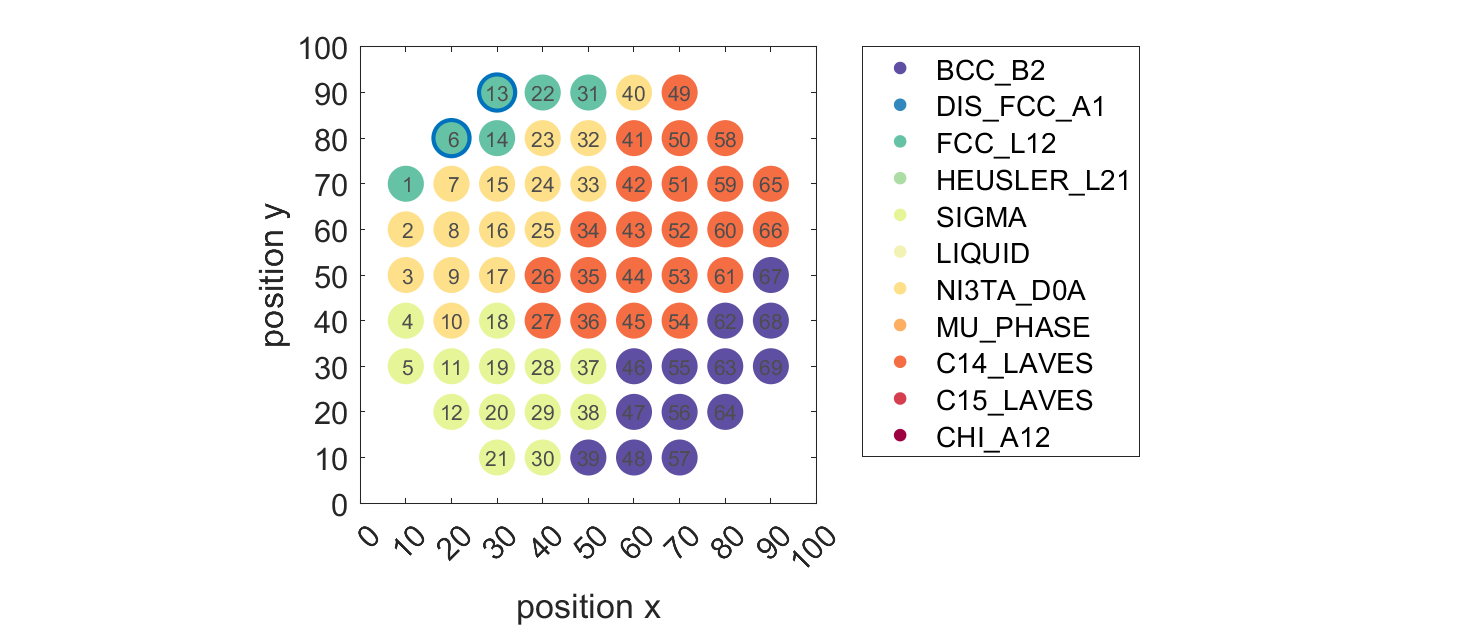 100
90
80
70
60
50
40
30
20
10
0
position y
13 22 31 40 49
6 14 23 32 41 50 58
1 7 15 24 33 42 51 59 65
2 8 16 25 34 43 52 60 66
3 9 17 26 35 44 53 61 67
4 10 18 27 36 45 54 62 68
5 11 19 28 37 46 55 63 69
12 20 29 38 47 56 64
21 30 39 48 57
0 10 20 30 40 50 60 70 80 90 100
position x
BCC_B2
DIS_FCC_A1
FCC_L12
HEUSLER_L21
SIGMA
LIQUID
NI3TA_D0A
MU_PHASE
C14_LAVES
C15_LAVES
CHI_A12